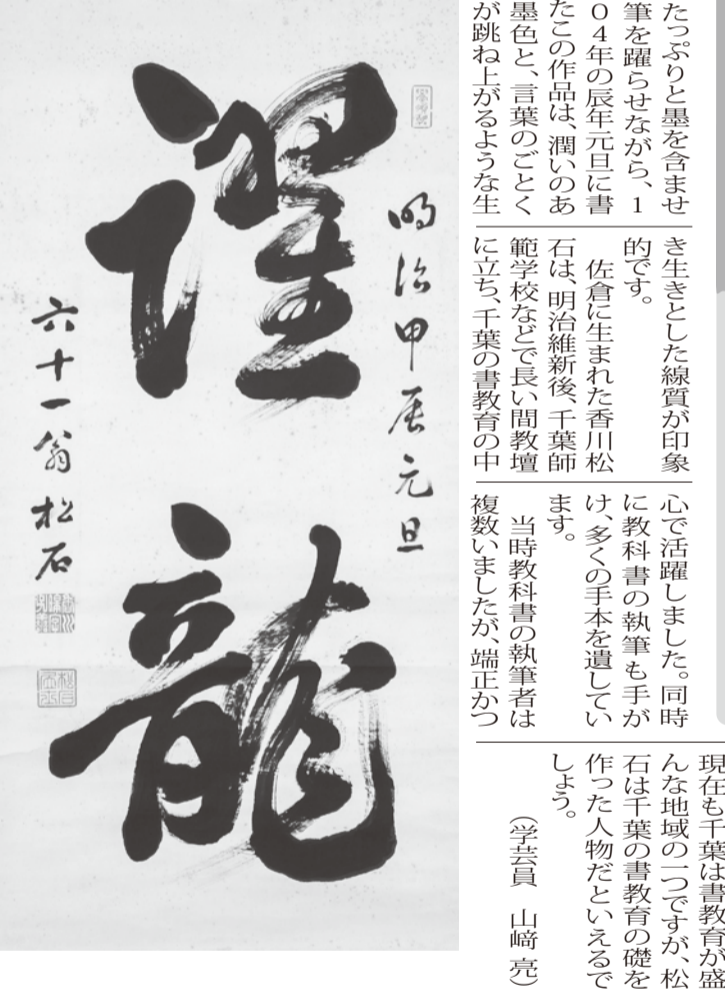 躍龍
明治甲辰元旦
六十一翁松石
たっぷりと墨を含ませ
筆を躍らせながら、1
04年の辰年元旦に書
たこの作品は、潤いのあ
墨色と、言葉のごとく
が跳ね上がるような生
き生きとした線質が印象
的です。
佐倉に生まれた香川松
石は、明治維新後、千葉師
範学校などで長い間教壇
に立ち、千葉の書教育の中
心で活躍しました。同時
に教科書の執筆も手が
け、多くの手本を遺してい
ます。
当時教科書の執筆者は
複数いましたが、端正かつ
現在も千葉は書教育が盛
んな地域の一つですが、松
石は千葉の書教育の礎を
作った人物だといえるで
しょう。
(学芸員 山﨑 亮)